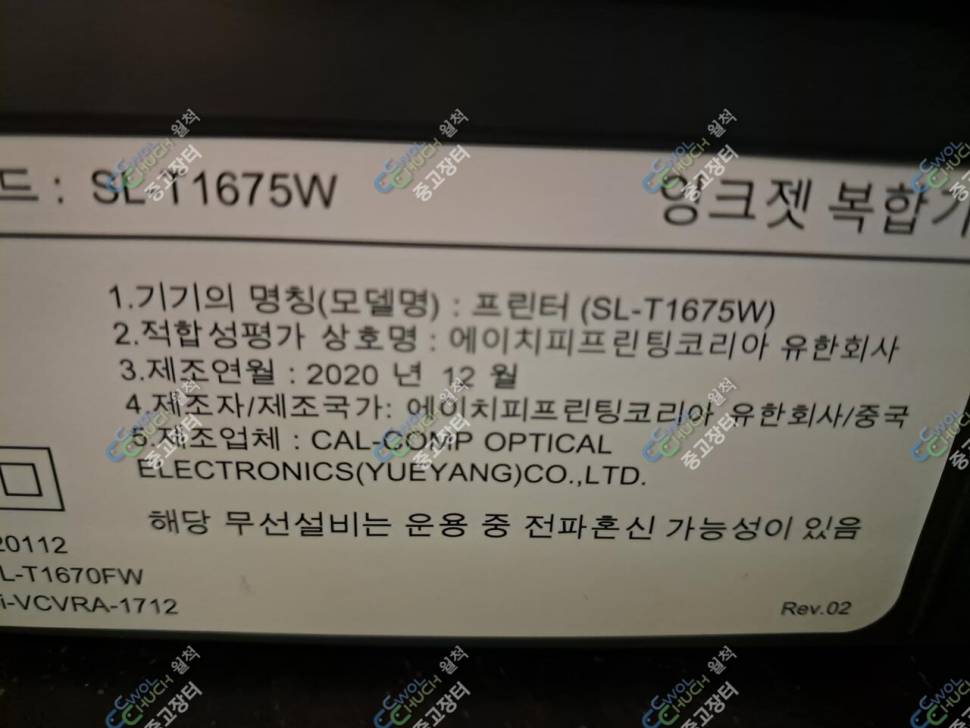 드 : SL-T1675W
잉크젯 복합기
1.기기의 명칭(모델명) : 프린터 (SL-T1675W)
2.적합성평가 상호명 : 에이치피프린팅코리아 유한회사
3.제조연월 : 2020 년 12 월
4.제조자/제조국가: 에이치피프린팅코리아 유한회사/중국
5.제조업체 : CAL-COMP OPTICAL
ELECTRONICS(YUEYANG)CO.,LTD.
해당 무선설비는 운용 중 전파혼신 가능성이 있음
20112
L-T1670FW
i-VCVRA-1712
Rev.02
CWOL CHUCH 월척 중고장터